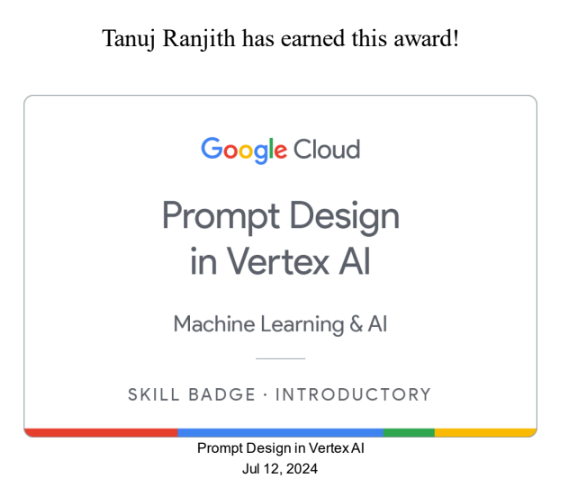 Tanuj Ranjith has earned this award!
Google Cloud
Prompt Design
in Vertex AI
Machine Learning & AI
SKILL BADGE · INTRODUCTORY
Prompt Design in Vertex AI
Jul 12, 2024